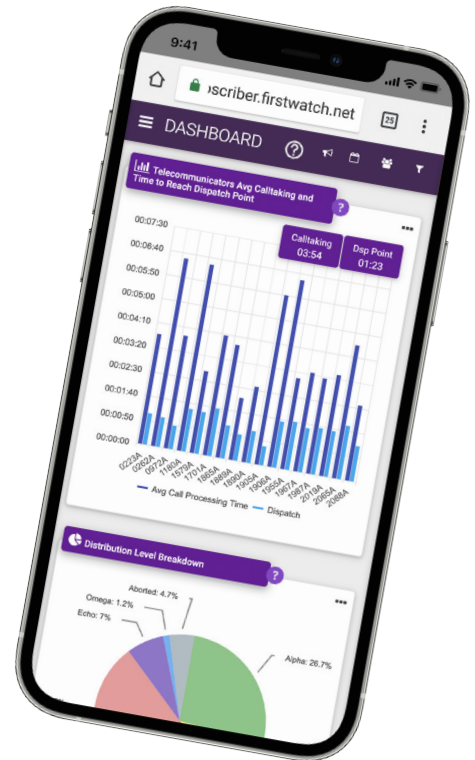 9:41
oscriber.firstwatch.net
25
DASHBOARD
?
Telecommunicators Avg Calltaking and
Time to Reach Dispatch Point
?
Calltaking
03:54
Dsp Point
01:23
00:07:30
00:06:40
00:05:50
00:05:00
00:04:10
00:03:20
00:02:30
00:01:40
00:00:50
00:00:00
0223A
0262A
0972A
1180A
1579A
1701A
1865A
1889A
1890A
1905A
1906A
1955A
1967A
1987A
2019A
2065A
2088A
Avg Call Processing Time
Dispatch
Distribution Level Breakdown
?
Aborted: 4.7%
Omega: 1.2%
Echo: 7%
Alpha: 26.7%